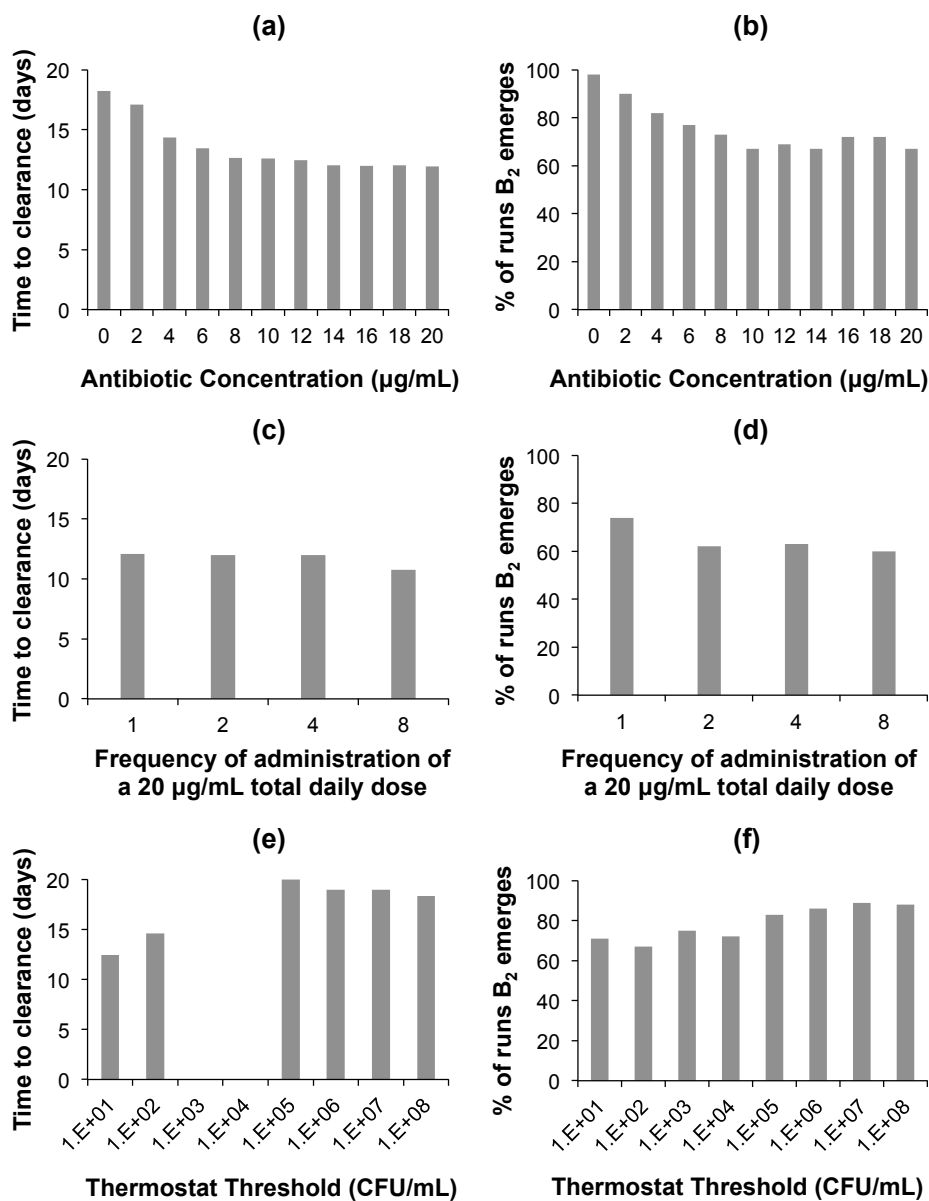 (a)
Time to clearance (days)
20
15
10
5
0
0 2 4 6 8 10 12 14 16 18 20
Antibiotic Concentration (µg/mL)
(b)
% of runs B₂ emerges
100
80
60
40
20
0
0 2 4 6 8 10 12 14 16 18 20
Antibiotic Concentration (µg/mL)
(c)
Time to clearance (days)
20
15
10
5
0
1 2 4 8
Frequency of administration of
a 20 µg/mL total daily dose
(d)
% of runs B₂ emerges
100
80
60
40
20
0
1 2 4 8
Frequency of administration of
a 20 µg/mL total daily dose
(e)
Time to clearance (days)
20
15
10
5
0
1.E+01 1.E+02 1.E+03 1.E+04 1.E+05 1.E+06 1.E+07 1.E+08
Thermostat Threshold (CFU/mL)
(f)
% of runs B₂ emerges
100
80
60
40
20
0
1.E+01 1.E+02 1.E+03 1.E+04 1.E+05 1.E+06 1.E+07 1.E+08
Thermostat Threshold (CFU/mL)